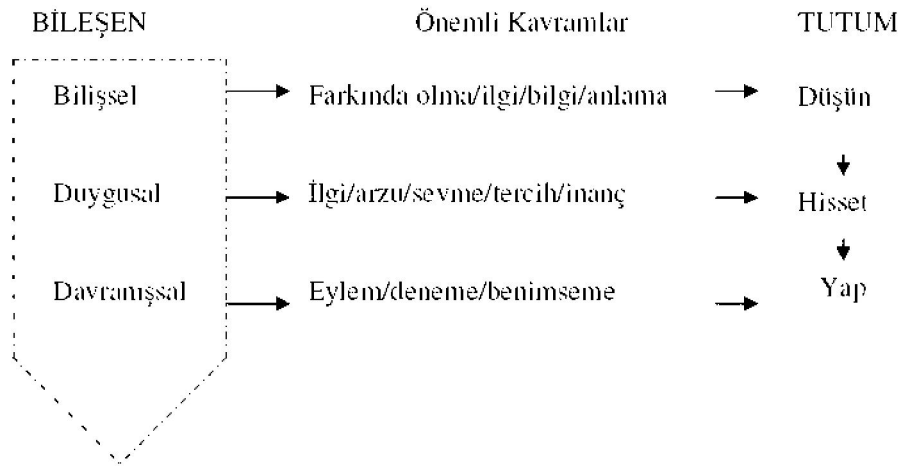 BİLEŞEN Önemli Kavramlar TUTUM
Bilişsel Farkında olma/ilgi/bilgi/anlama Düşün
Duygusal İlgi/arzu/sevme/tercih/inanç Hisset
Davranışsal Eylem/deneme/benimseme Yap